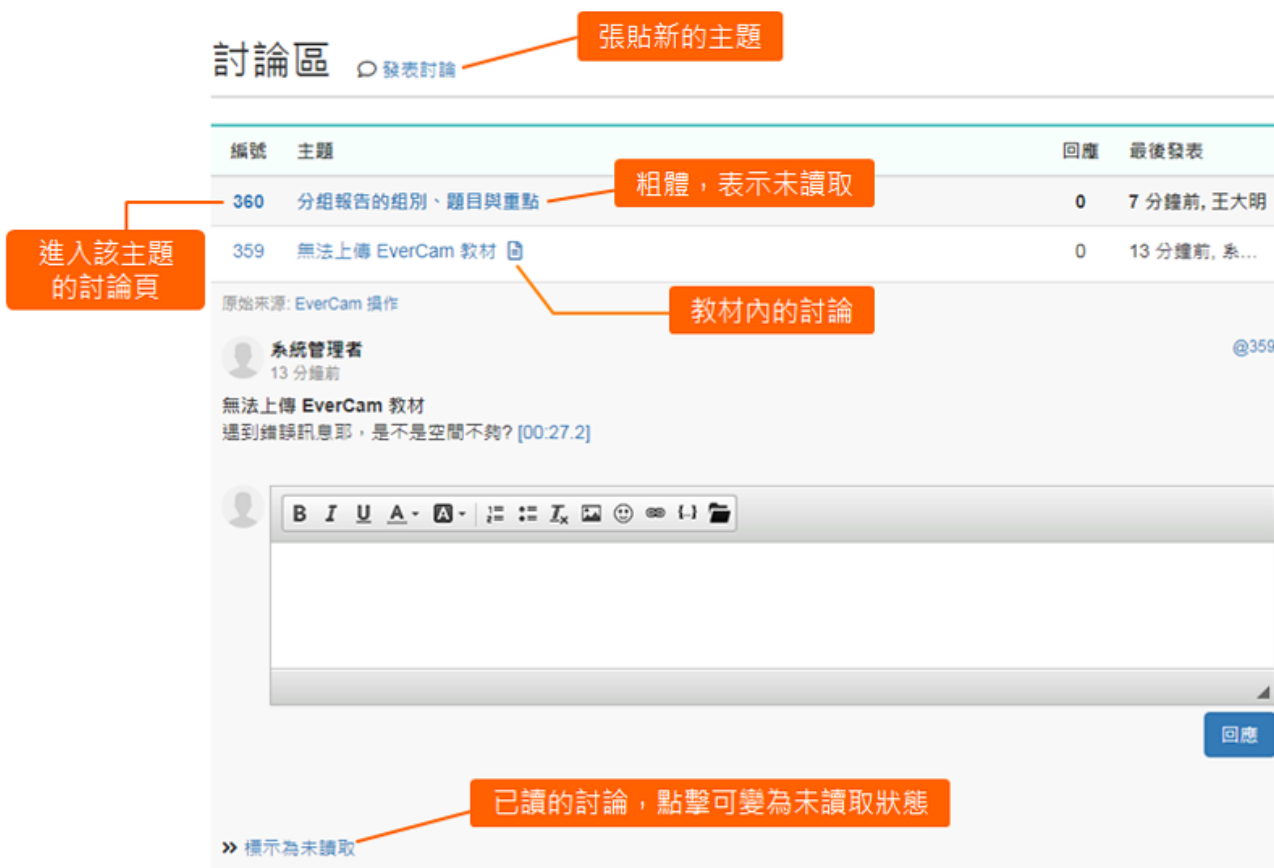 張貼新的主題
討論區 發表討論
編號 主題 回應 最後發表
粗體，表示未讀取
360 分組報告的組別、題目與重點 0 7 分鐘前, 王大明
進入該主題
的討論頁
359 無法上傳 EverCam 教材 0 13 分鐘前, 系...
教材內的討論
原始來源: EverCam 操作
系統管理者 @359
13 分鐘前
無法上傳 EverCam 教材
遇到錯誤訊息耶，是不是空間不夠? [00:27.2]
B I U A A
回應
已讀的討論，點擊可變為未讀取狀態
» 標示為未讀取